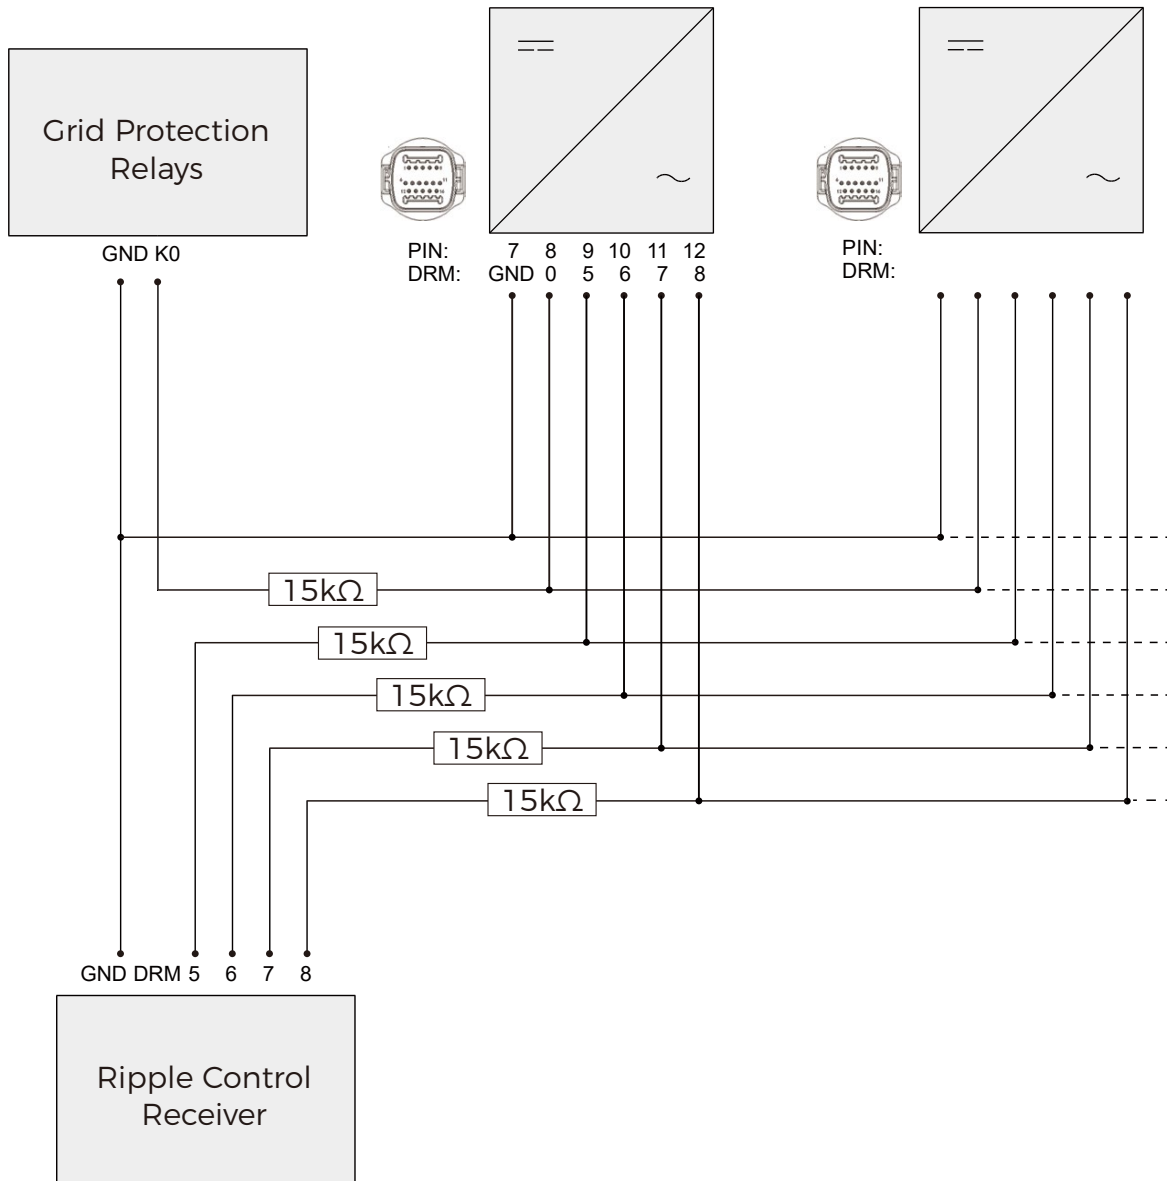 Grid Protection
Relays
GND K0
PIN: 7 8 9 10 11 12
DRM: GND 0 5 6 7 8
PIN:
DRM:
15kΩ
15kΩ
15kΩ
15kΩ
15kΩ
GND DRM 5 6 7 8
Ripple Control
Receiver